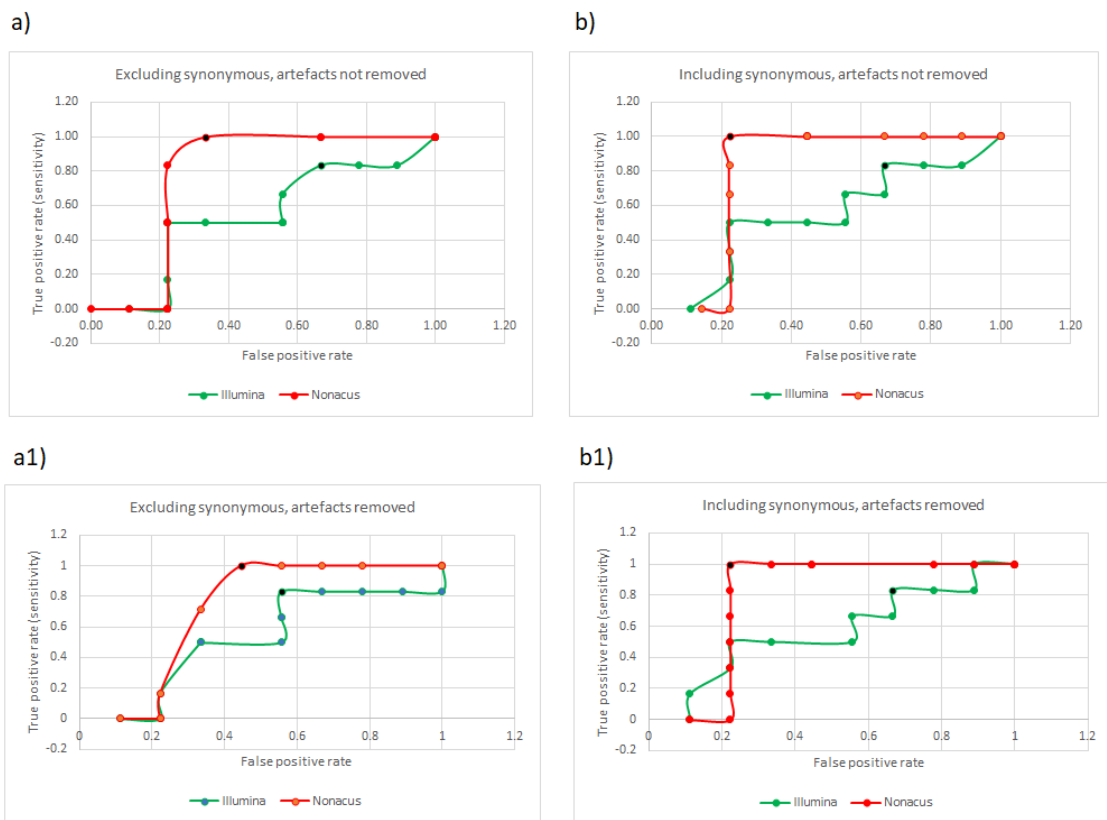 a)
Excluding synonymous, artefacts not removed
True positive rate (sensitivity)
1.20
1.00
0.80
0.60
0.40
0.20
0.00
-0.20
0.00 0.20 0.40 0.60 0.80 1.00 1.20
False positive rate
Illumina Nonacus
b)
Including synonymous, artefacts not removed
True positive rate (sensitivity)
1.20
1.00
0.80
0.60
0.40
0.20
0.00
-0.20
0.00 0.20 0.40 0.60 0.80 1.00 1.20
False positive rate
Illumina Nonacus
a1)
Excluding synonymous, artefacts removed
True positive rate (sensitivity)
1.2
1
0.8
0.6
0.4
0.2
0
-0.2
0 0.2 0.4 0.6 0.8 1 1.2
False positive rate
Illumina Nonacus
b1)
Including synonymous, artefacts removed
True possitive rate (sensitivity)
1.2
1
0.8
0.6
0.4
0.2
0
-0.2
0 0.2 0.4 0.6 0.8 1 1.2
False positive rate
Illumina Nonacus